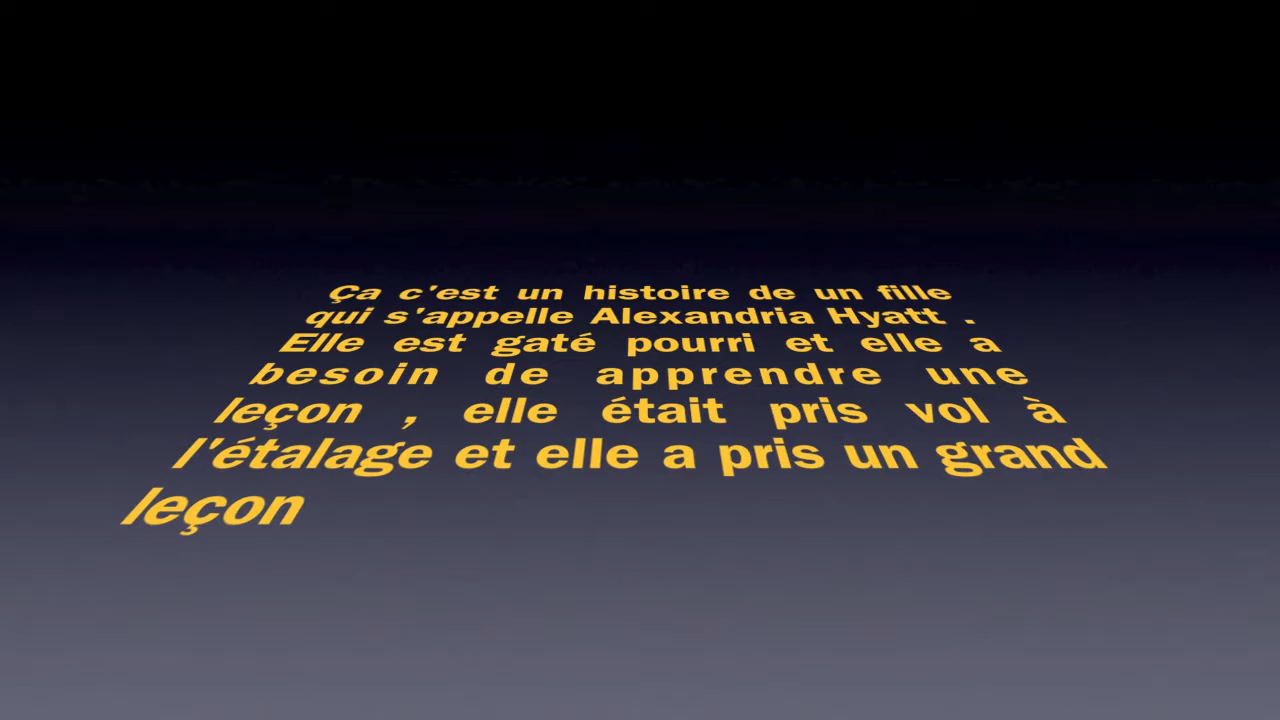 Ça c'est un histoire de un fille
qui s'appelle Alexandria Hyatt .
Elle est gaté pourri et elle a
besoin de apprendre une
leçon , elle était pris vol à
l'étalage et elle a pris un grand
leçon